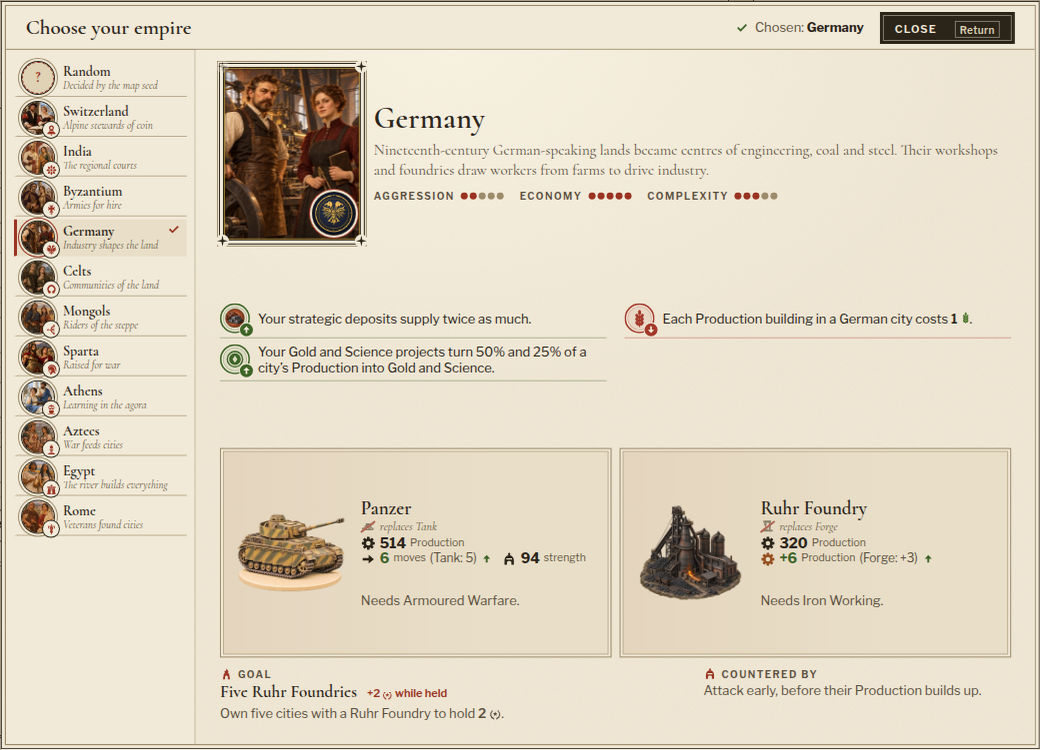 Choose your empire
Chosen: Germany
CLOSE Return
?
Random
Decided by the map seed
Switzerland
Alpine stewards of coin
India
The regional courts
Byzantium
Armies for hire
Germany
Industry shapes the land
Celts
Communities of the land
Mongols
Riders of the steppe
Sparta
Raised for war
Athens
Learning in the agora
Aztecs
War feeds cities
Egypt
The river builds everything
Rome
Veterans found cities
Germany
Nineteenth-century German-speaking lands became centres of engineering, coal and steel. Their workshops
and foundries draw workers from farms to drive industry.
AGGRESSION ECONOMY COMPLEXITY
Your strategic deposits supply twice as much.
Each Production building in a German city costs 1 .
Your Gold and Science projects turn 50% and 25% of a
city's Production into Gold and Science.
Panzer
replaces Tank
514 Production
6 moves (Tank: 5) 94 strength
Needs Armoured Warfare.
Ruhr Foundry
replaces Forge
320 Production
+6 Production (Forge: +3)
Needs Iron Working.
GOAL
Five Ruhr Foundries +2 while held
Own five cities with a Ruhr Foundry to hold 2 .
COUNTERED BY
Attack early, before their Production builds up.